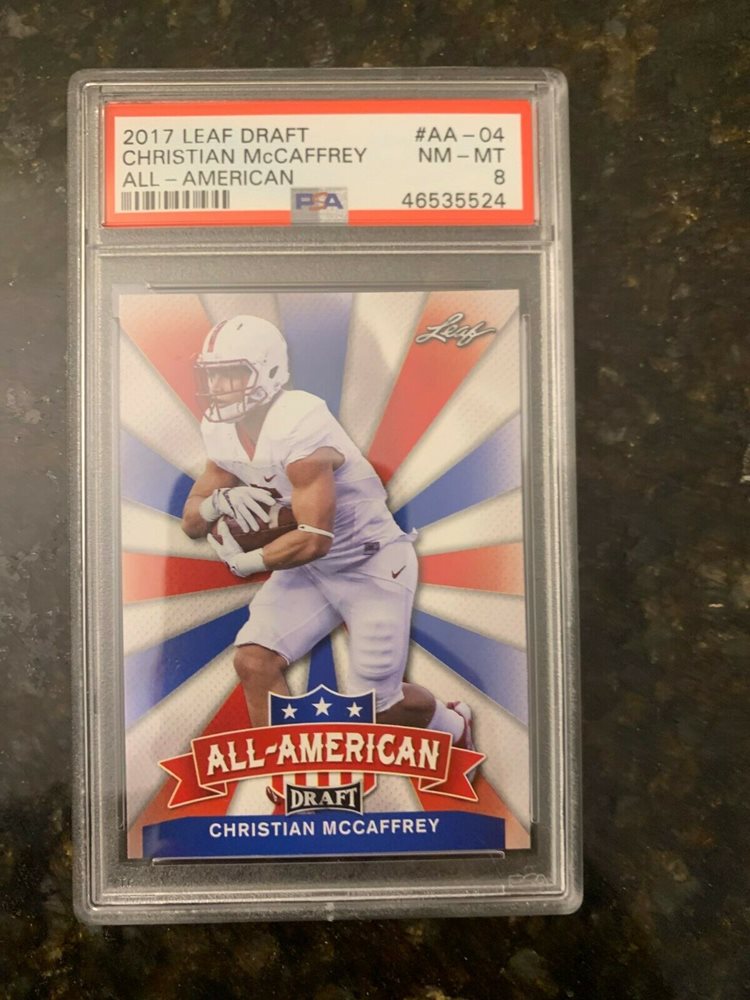 2017 LEAF DRAFT #AA-04
CHRISTIAN McCAFFREY NM-MT
ALL-AMERICAN 8
PSA 46535524
Leaf
ALL-AMERICAN
DRAFT
CHRISTIAN MCCAFFREY